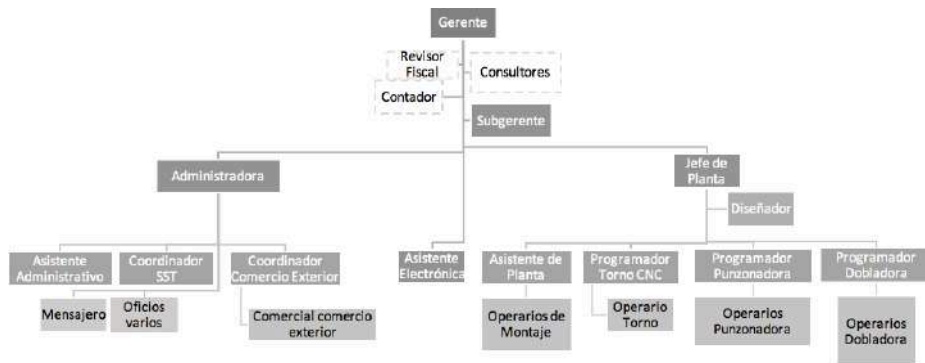 Gerente
Revisor
Fiscal
Consultores
Contador
Subgerente
Administradora
Jefe de
Planta
Diseñador
Asistente
Administrativo
Coordinador
SST
Coordinador
Comercio Exterior
Asistente
Electrónica
Asistente de
Planta
Programador
Torno CNC
Programador
Punzonadora
Programador
Dobladora
Mensajero
Oficios
varios
Comercial comercio
exterior
Operarios de
Montaje
Operario
Torno
Operarios
Punzonadora
Operarios
Dobladora